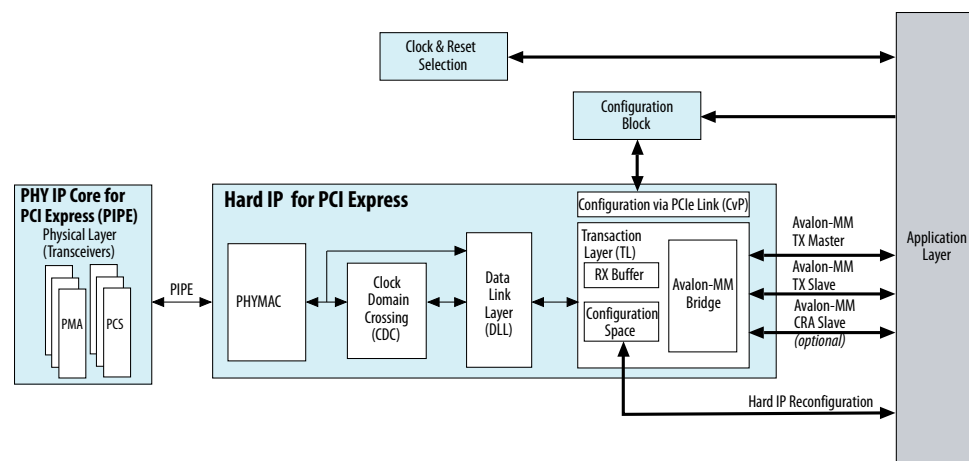 Clock & Reset
Selection
Configuration
Block
PHY IP Core for
PCI Express (PIPE)
Physical Layer
(Transceivers)
PMA
PCS
PIPE
Hard IP for PCI Express
PHYMAC
Clock
Domain
Crossing
(CDC)
Data
Link
Layer
(DLL)
Configuration via PCIe Link (CvP)
Transaction
Layer (TL)
RX Buffer
Configuration
Space
Avalon-MM
Bridge
Avalon-MM
TX Master
Avalon-MM
TX Slave
Avalon-MM
CRA Slave
(optional)
Hard IP Reconfiguration
Application
Layer